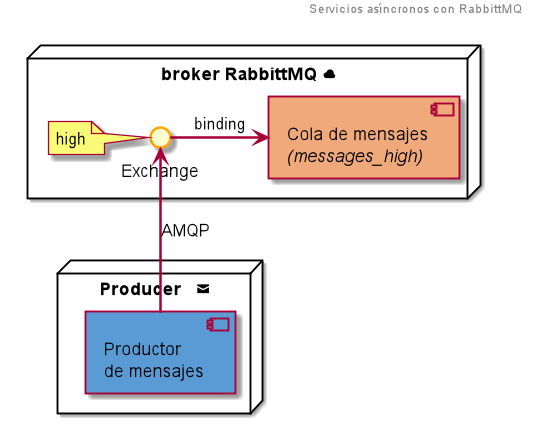 Servicios asíncronos con RabbittMQ
broker RabbittMQ
binding
Cola de mensajes
(messages_high)
high
Exchange
AMQP
Producer
Productor
de mensajes